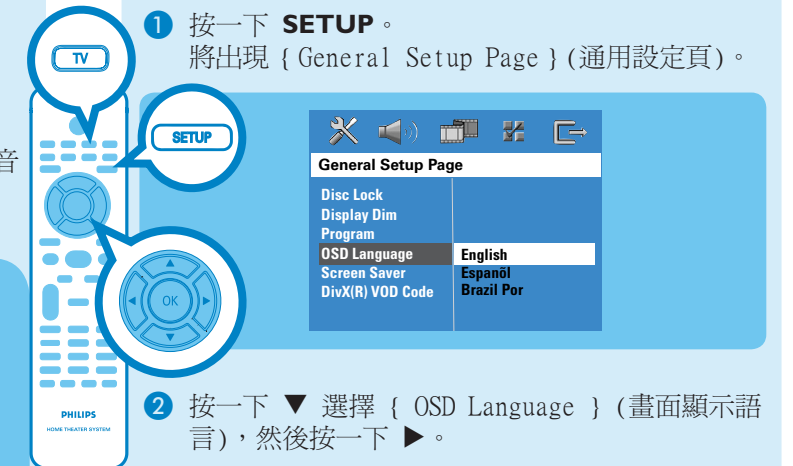 1 按一下 SETUP。
將出現 { General Setup Page } (通用設定頁)。
TV
SETUP
音
OK
General Setup Page
Disc Lock
Display Dim
Program
OSD Language English
Screen Saver Espanõl
DivX(R) VOD Code Brazil Por
PHILIPS
HOME THEATER SYSTEM
2 按一下 ▼ 選擇 { OSD Language } (畫面顯示語
言)，然後按一下 ▶。